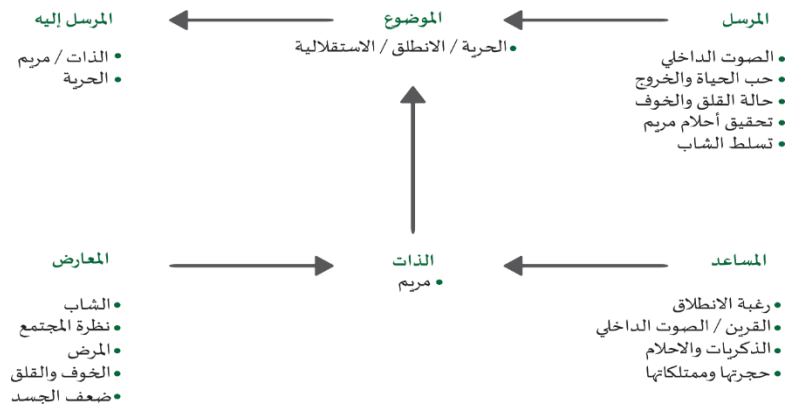 المرسل
الصوت الداخلي
حب الحياة والخروج
حالة القلق والخوف
تحقيق أحلام مريم
تسلط الشاب
الموضوع
الحرية / الانطلق / الاستقلالية
المرسل إليه
الذات / مريم
الحرية
المساعد
رغبة الانطلاق
القرين / الصوت الداخلي
الذكريات والاحلام
حجرتها وممتلكاتها
الذات
مريم
المعارض
الشاب
نظرة المجتمع
المرض
الخوف والقلق
ضعف الجسد